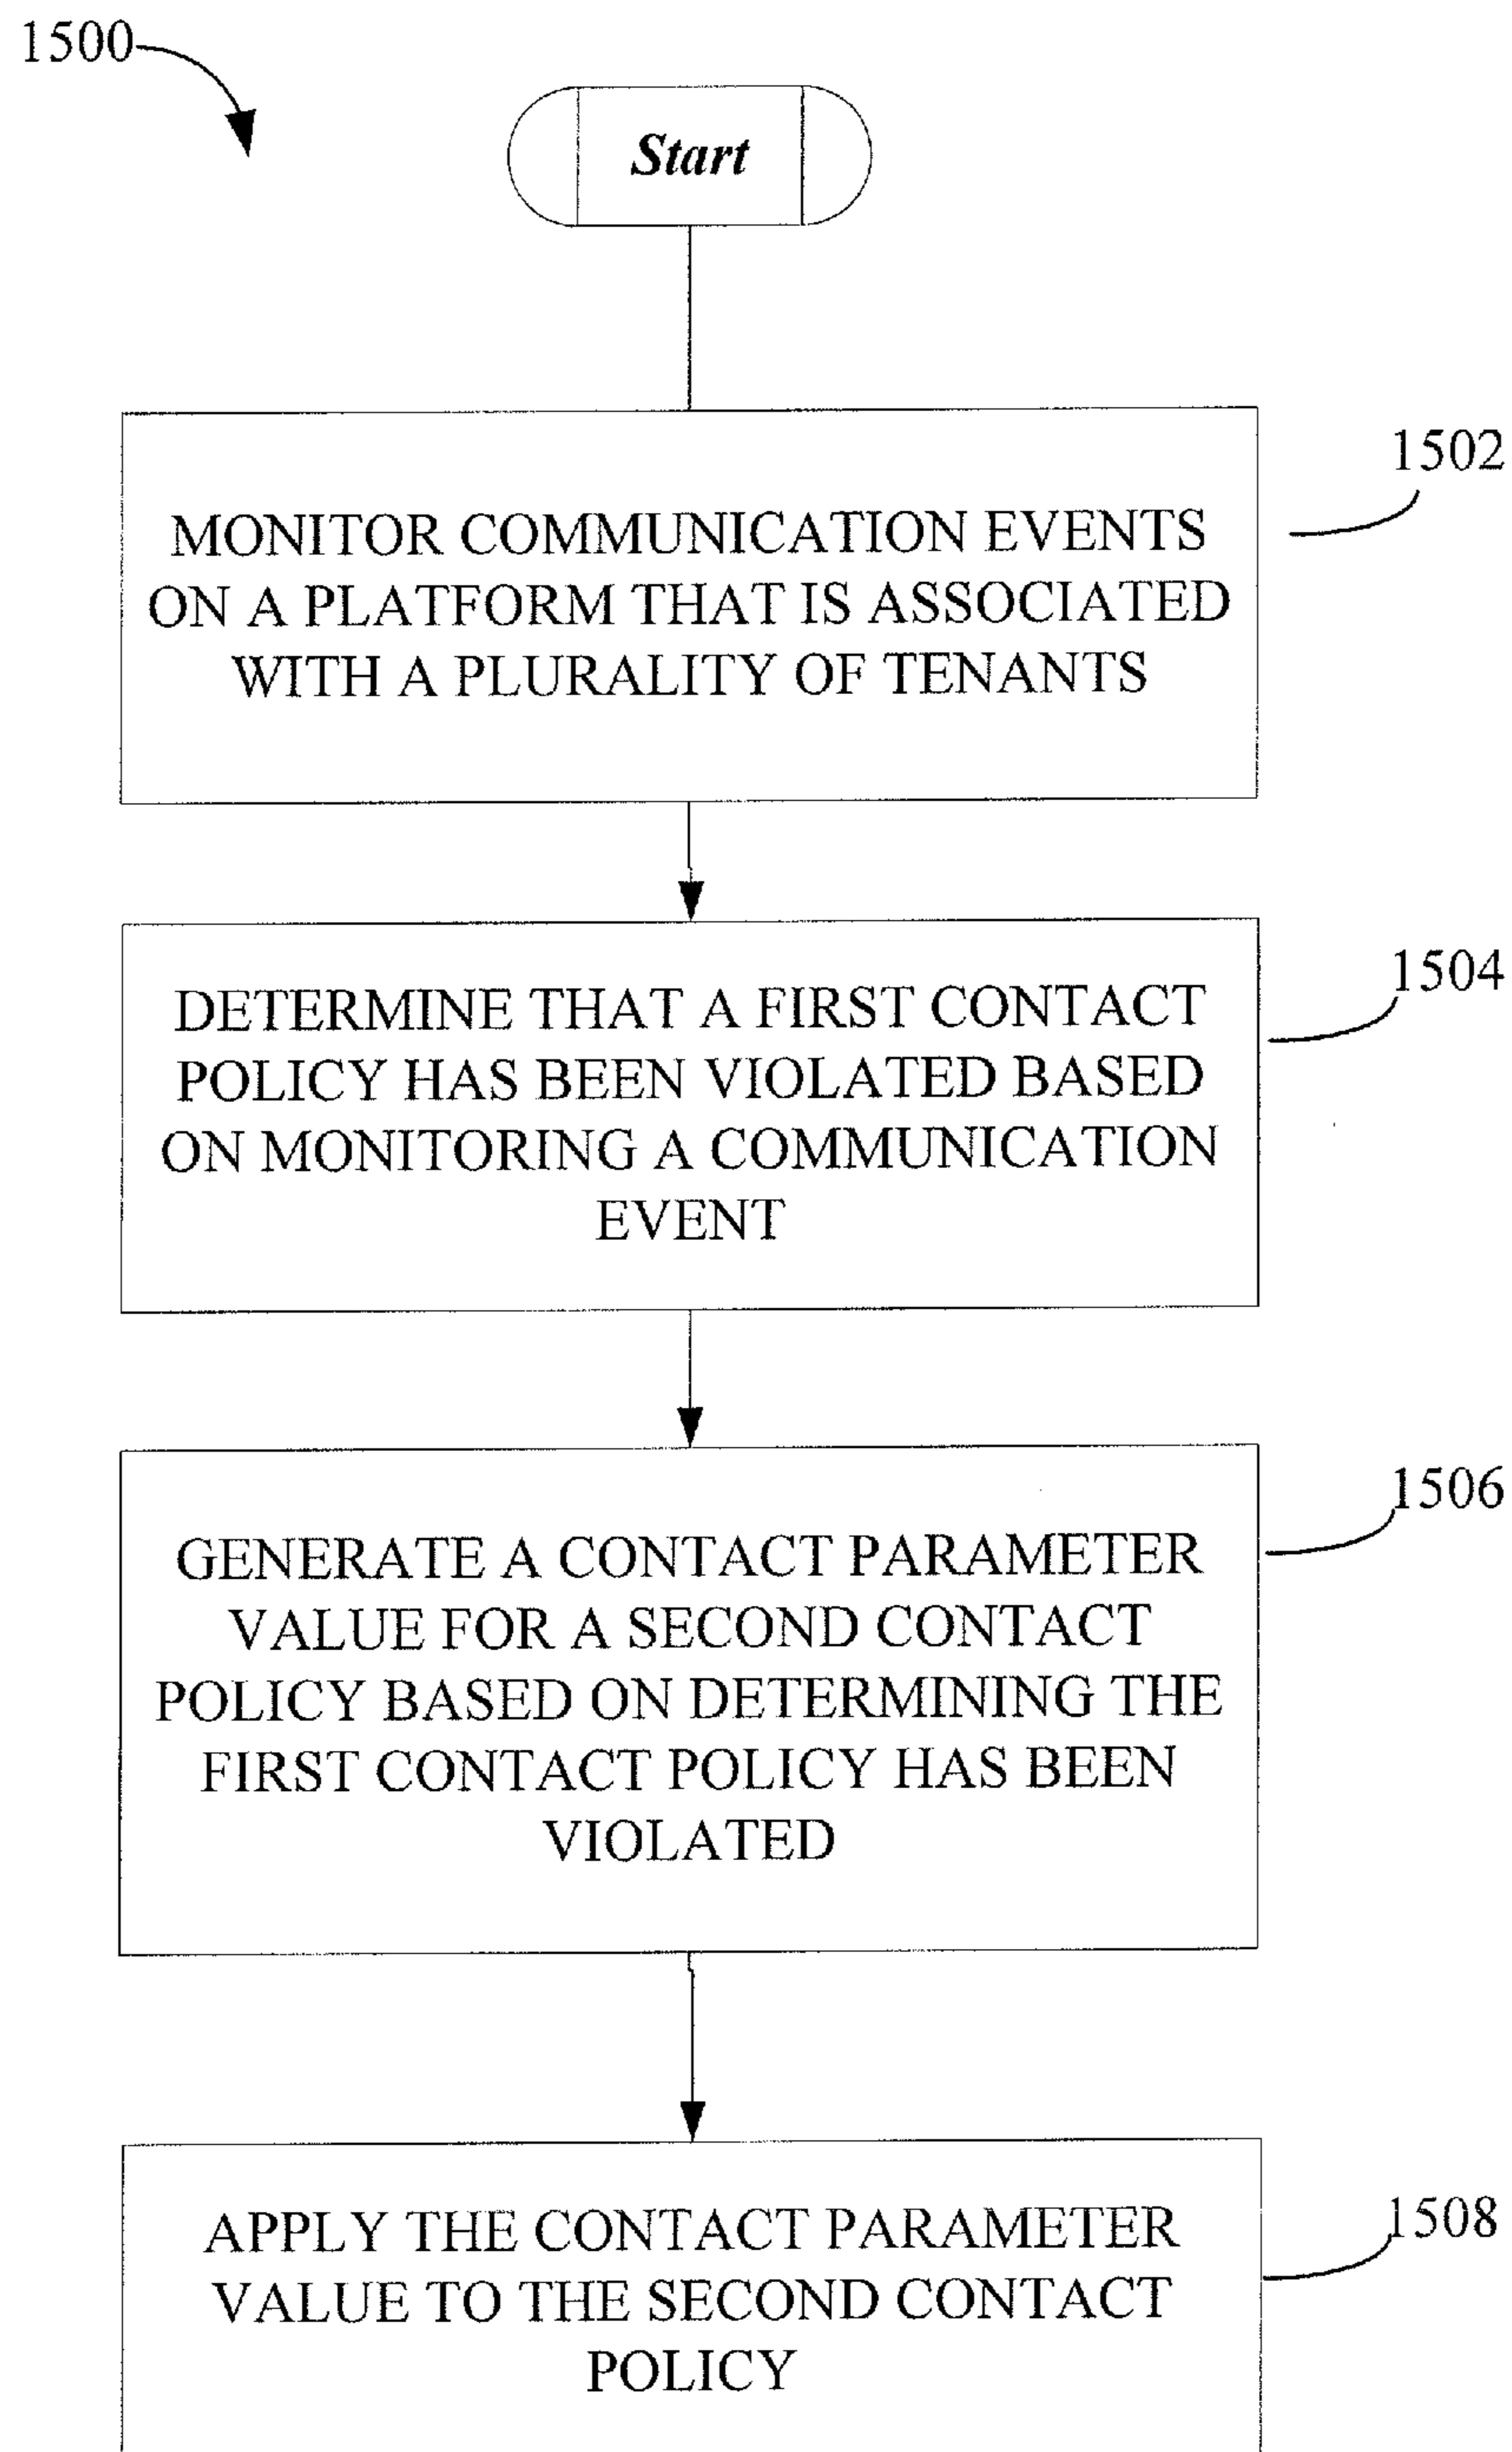 1500
Start
1502
MONITOR COMMUNICATION EVENTS
ON A PLATFORM THAT IS ASSOCIATED
WITH A PLURALITY OF TENANTS
1504
DETERMINE THAT A FIRST CONTACT
POLICY HAS BEEN VIOLATED BASED
ON MONITORING A COMMUNICATION
EVENT
1506
GENERATE A CONTACT PARAMETER
VALUE FOR A SECOND CONTACT
POLICY BASED ON DETERMINING THE
FIRST CONTACT POLICY HAS BEEN
VIOLATED
1508
APPLY THE CONTACT PARAMETER
VALUE TO THE SECOND CONTACT
POLICY